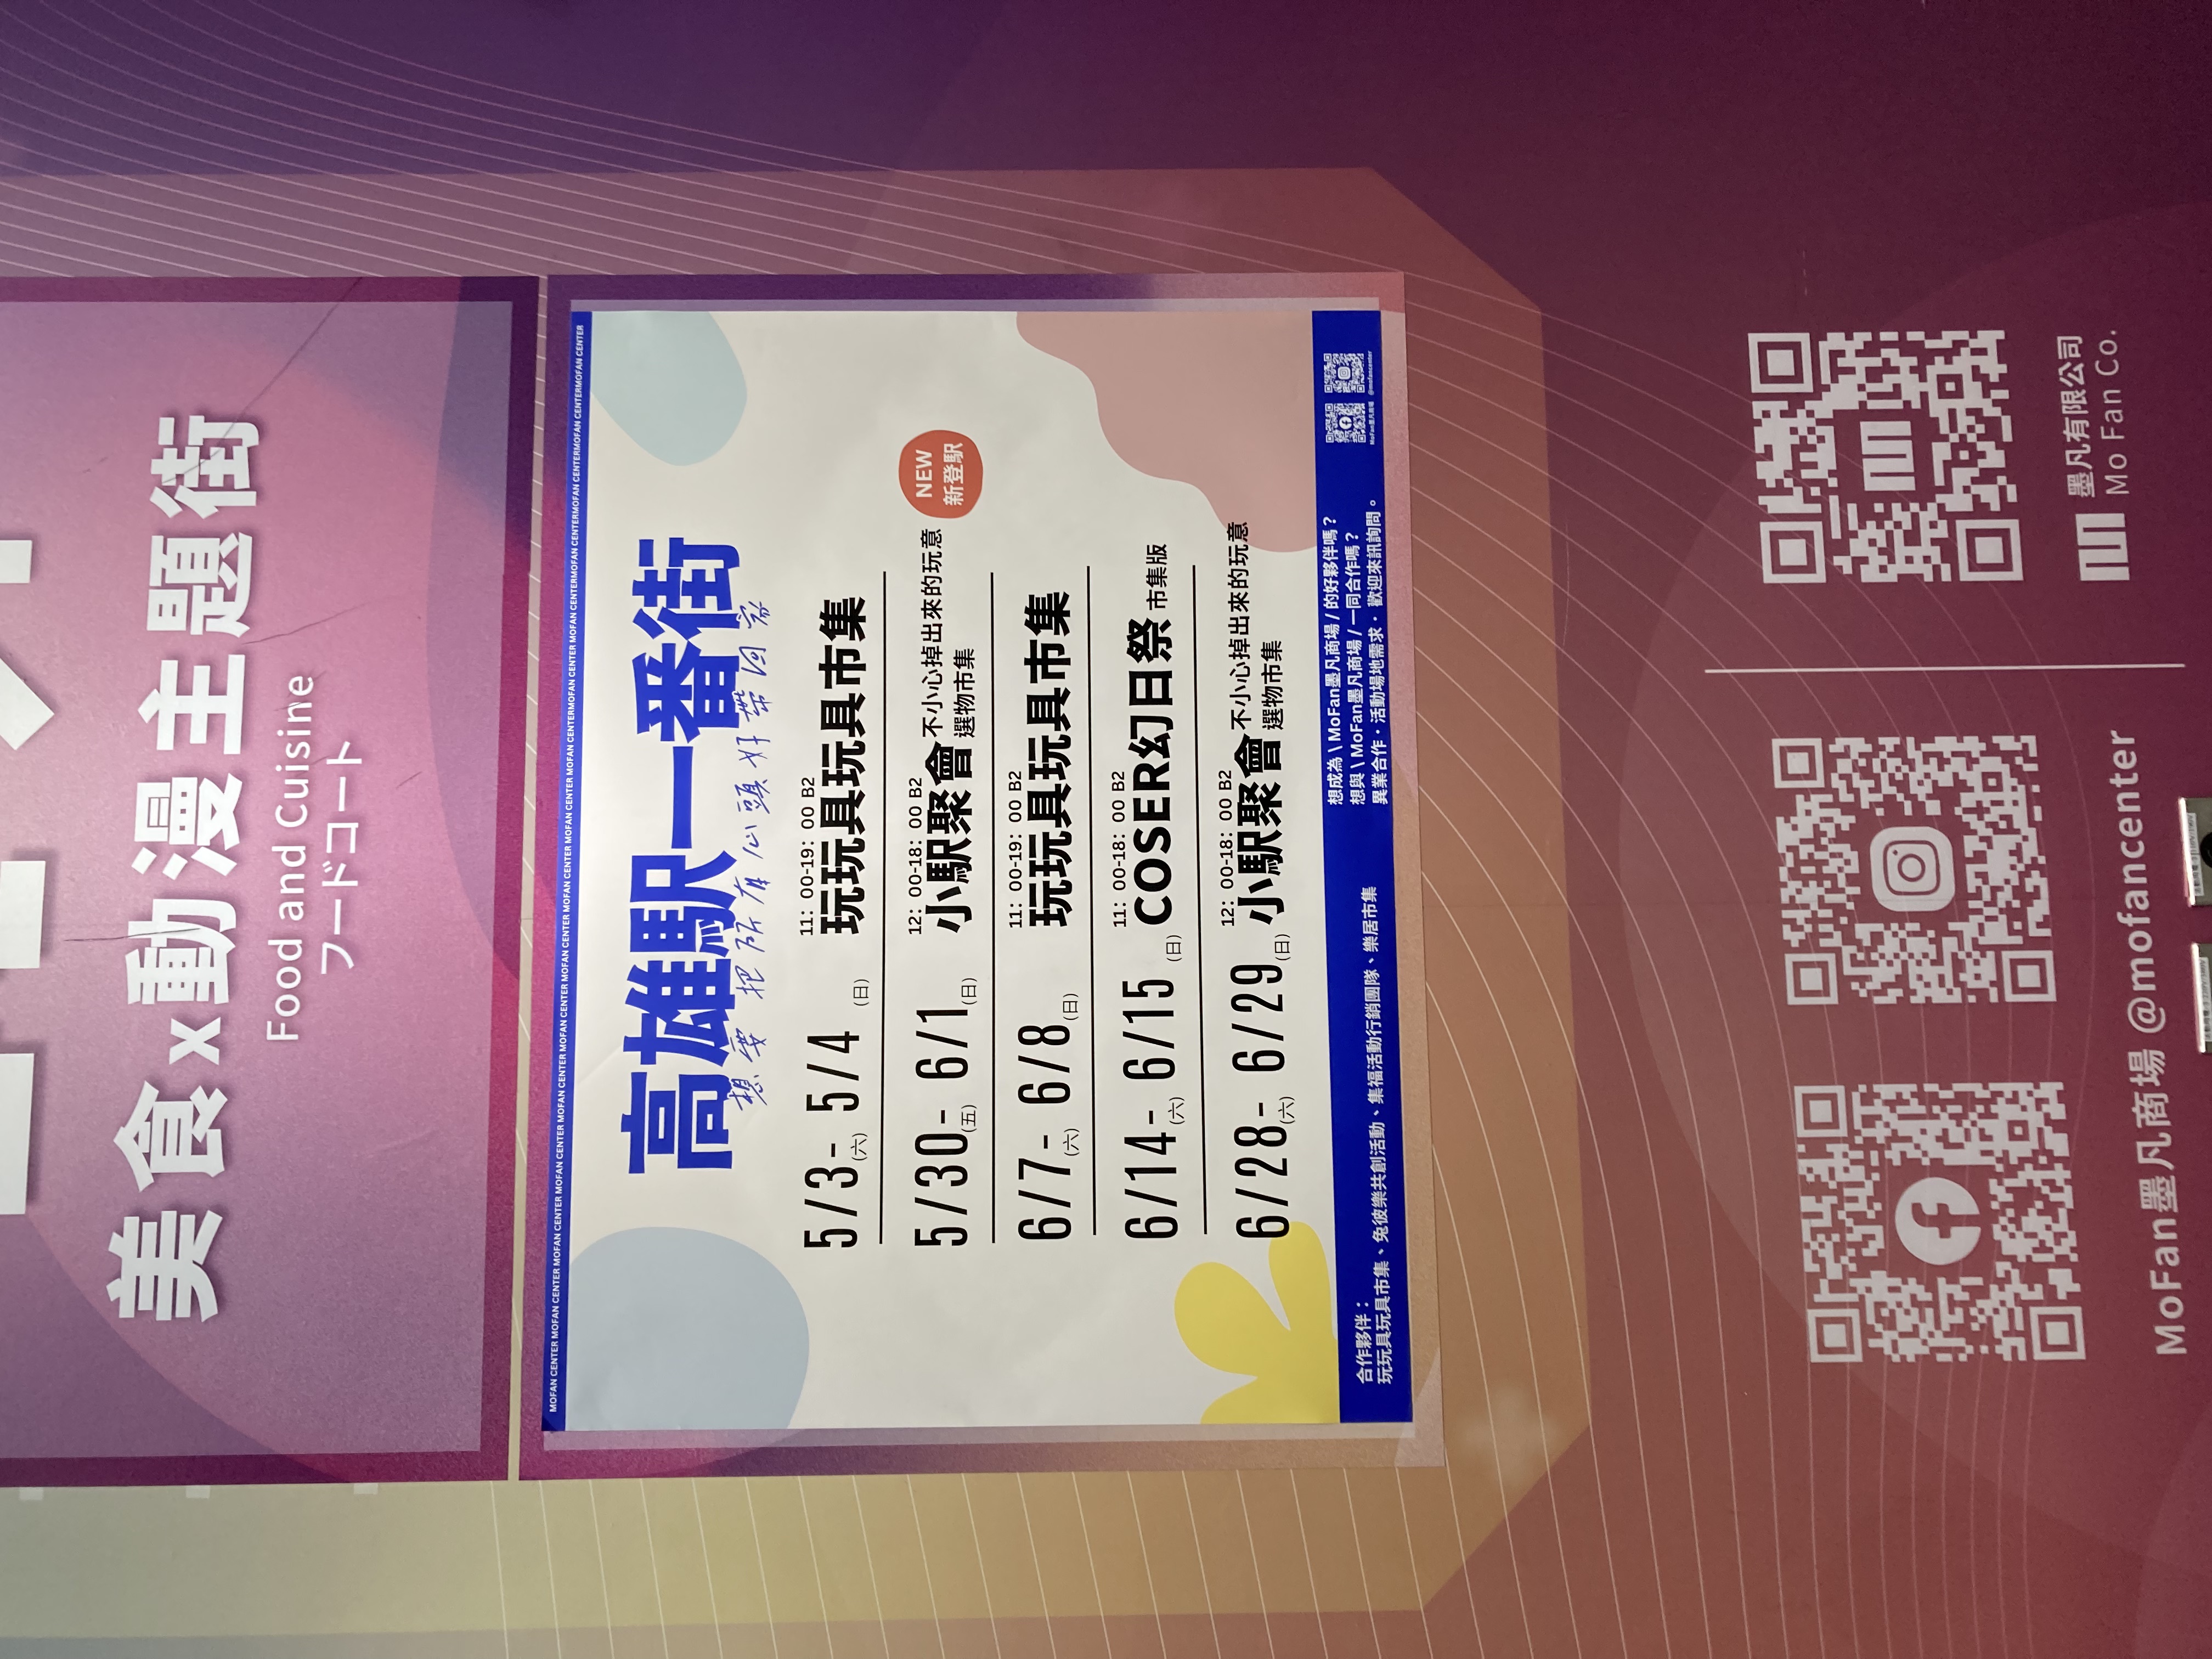 美食x動漫主題街
Food and Cuisine
フードコート
MOFAN CENTER MOFAN CENTER MOFAN CENTER MOFAN CENTER MOFAN CENTER MOFAN CENTER MOFAN CENTER MOFAN CENTER MOFAN CENTER MOFAN CENTERMOFAN CENTER MOFAN CENTERMOFAN CENTERMOFAN CENTERMOFAN CENTERMOFAN CENTER
高雄駅一番街
想要把所有心頭好帶回家
5/3(六)- 5/4(日)
11：00-19：00 B2
玩玩具玩具市集
5/30(五)- 6/1(日)
12：00-18：00 B2
小駅聚會 不小心掉出來的玩意
選物市集
NEW
新登駅
6/7(六)- 6/8(日)
11：00-19：00 B2
玩玩具玩具市集
6/14(六)- 6/15(日)
11：00-18：00 B2
COSER幻日祭 市集版
6/28(六)- 6/29(日)
12：00-18：00 B2
小駅聚會 不小心掉出來的玩意
選物市集
合作夥伴：
玩玩具玩具市集、兔彼樂共創活動、集福活動行銷團隊、樂居市集
想成為 \ MoFan墨凡商場 / 的好夥伴嗎？
想與 \ MoFan墨凡商場 / 一同合作嗎？
異業合作・活動場地需求・ 歡迎來訊詢問。
MoFan墨凡商場 @mofancenter
MoFan墨凡商場 @mofancenter
墨凡有限公司
Mo Fan Co.